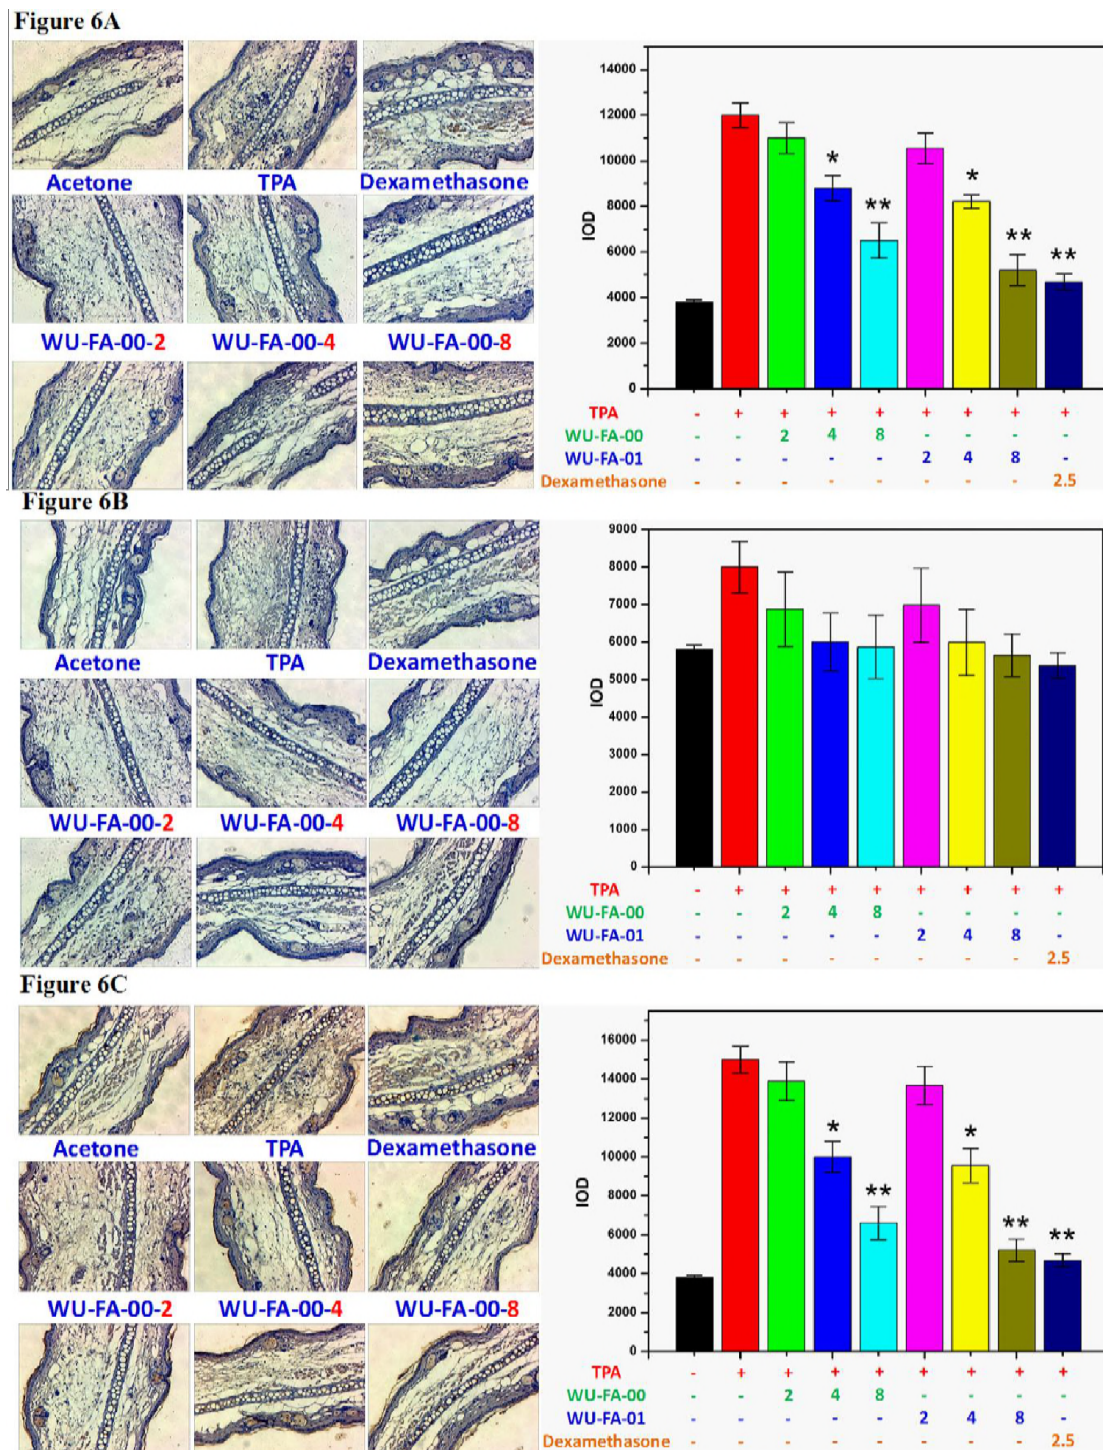 Figure 6A
Acetone TPA Dexamethasone
WU-FA-00-2 WU-FA-00-4 WU-FA-00-8
14000
12000
10000
8000
6000
4000
2000
0
IOD
* ** * ** **
TPA - + + + + + + + +
WU-FA-00 - - 2 4 8 - - - -
WU-FA-01 - - - - - 2 4 8 -
Dexamethasone - - - - - - - - 2.5
Figure 6B
Acetone TPA Dexamethasone
WU-FA-00-2 WU-FA-00-4 WU-FA-00-8
9000
8000
7000
6000
5000
4000
3000
2000
1000
0
IOD
TPA - + + + + + + + +
WU-FA-00 - - 2 4 8 - - - -
WU-FA-01 - - - - - 2 4 8 -
Dexamethasone - - - - - - - - 2.5
Figure 6C
Acetone TPA Dexamethasone
WU-FA-00-2 WU-FA-00-4 WU-FA-00-8
16000
14000
12000
10000
8000
6000
4000
2000
0
IOD
* ** * ** **
TPA - + + + + + + + +
WU-FA-00 - - 2 4 8 - - - -
WU-FA-01 - - - - - 2 4 8 -
Dexamethasone - - - - - - - - 2.5